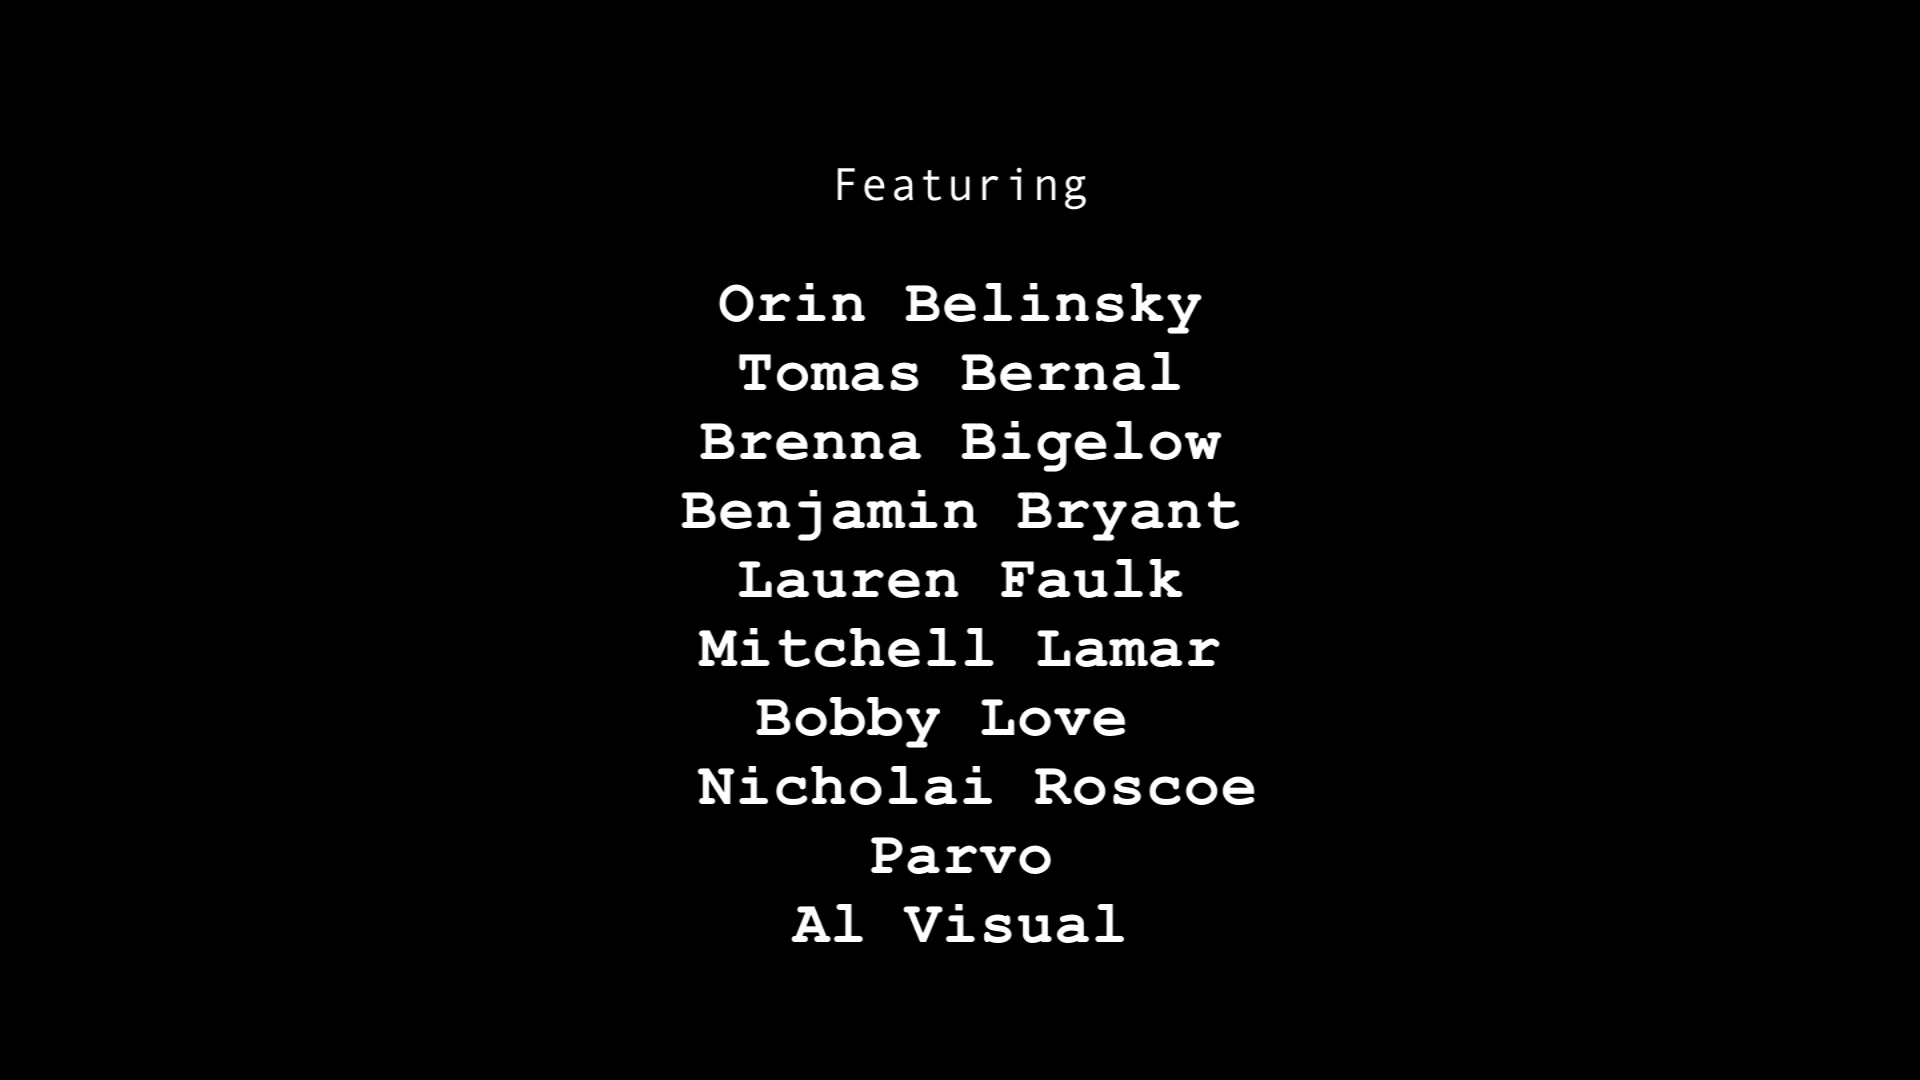 Featuring
Orin Belinsky
Tomas Bernal
Brenna Bigelow
Benjamin Bryant
Lauren Faulk
Mitchell Lamar
Bobby Love
Nicholai Roscoe
Parvo
Al Visual